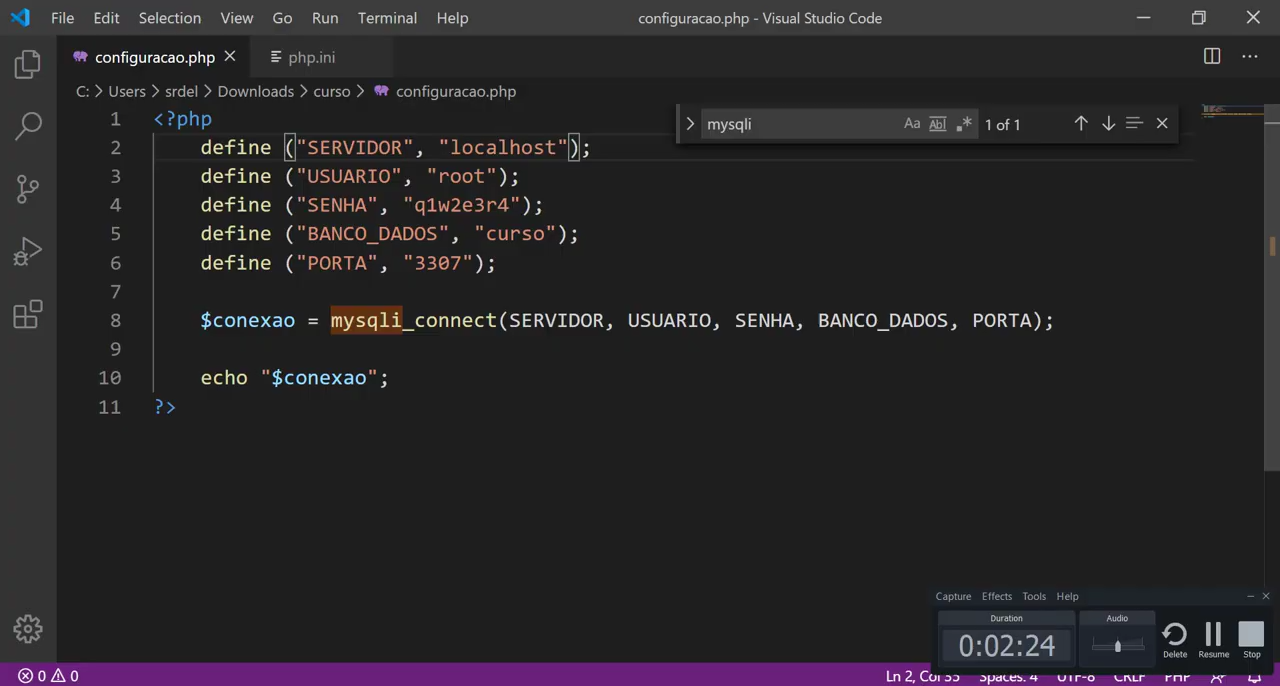 File Edit Selection View Go Run Terminal Help configuracao.php - Visual Studio Code
configuracao.php php.ini
C: > Users > srdel > Downloads > curso > configuracao.php
mysqli Aa Abl .* 1 of 1
1 <?php
2 define ("SERVIDOR", "localhost");
3 define ("USUARIO", "root");
4 define ("SENHA", "q1w2e3r4");
5 define ("BANCO_DADOS", "curso");
6 define ("PORTA", "3307");
7
8 $conexao = mysqli_connect(SERVIDOR, USUARIO, SENHA, BANCO_DADOS, PORTA);
9
10 echo "$conexao";
11 ?>
Capture Effects Tools Help
Duration Audio
0:02:24
Delete Resume Stop
0 0 Ln 2, Col 35 Spaces: 4 UTF-8 CRLF PHP